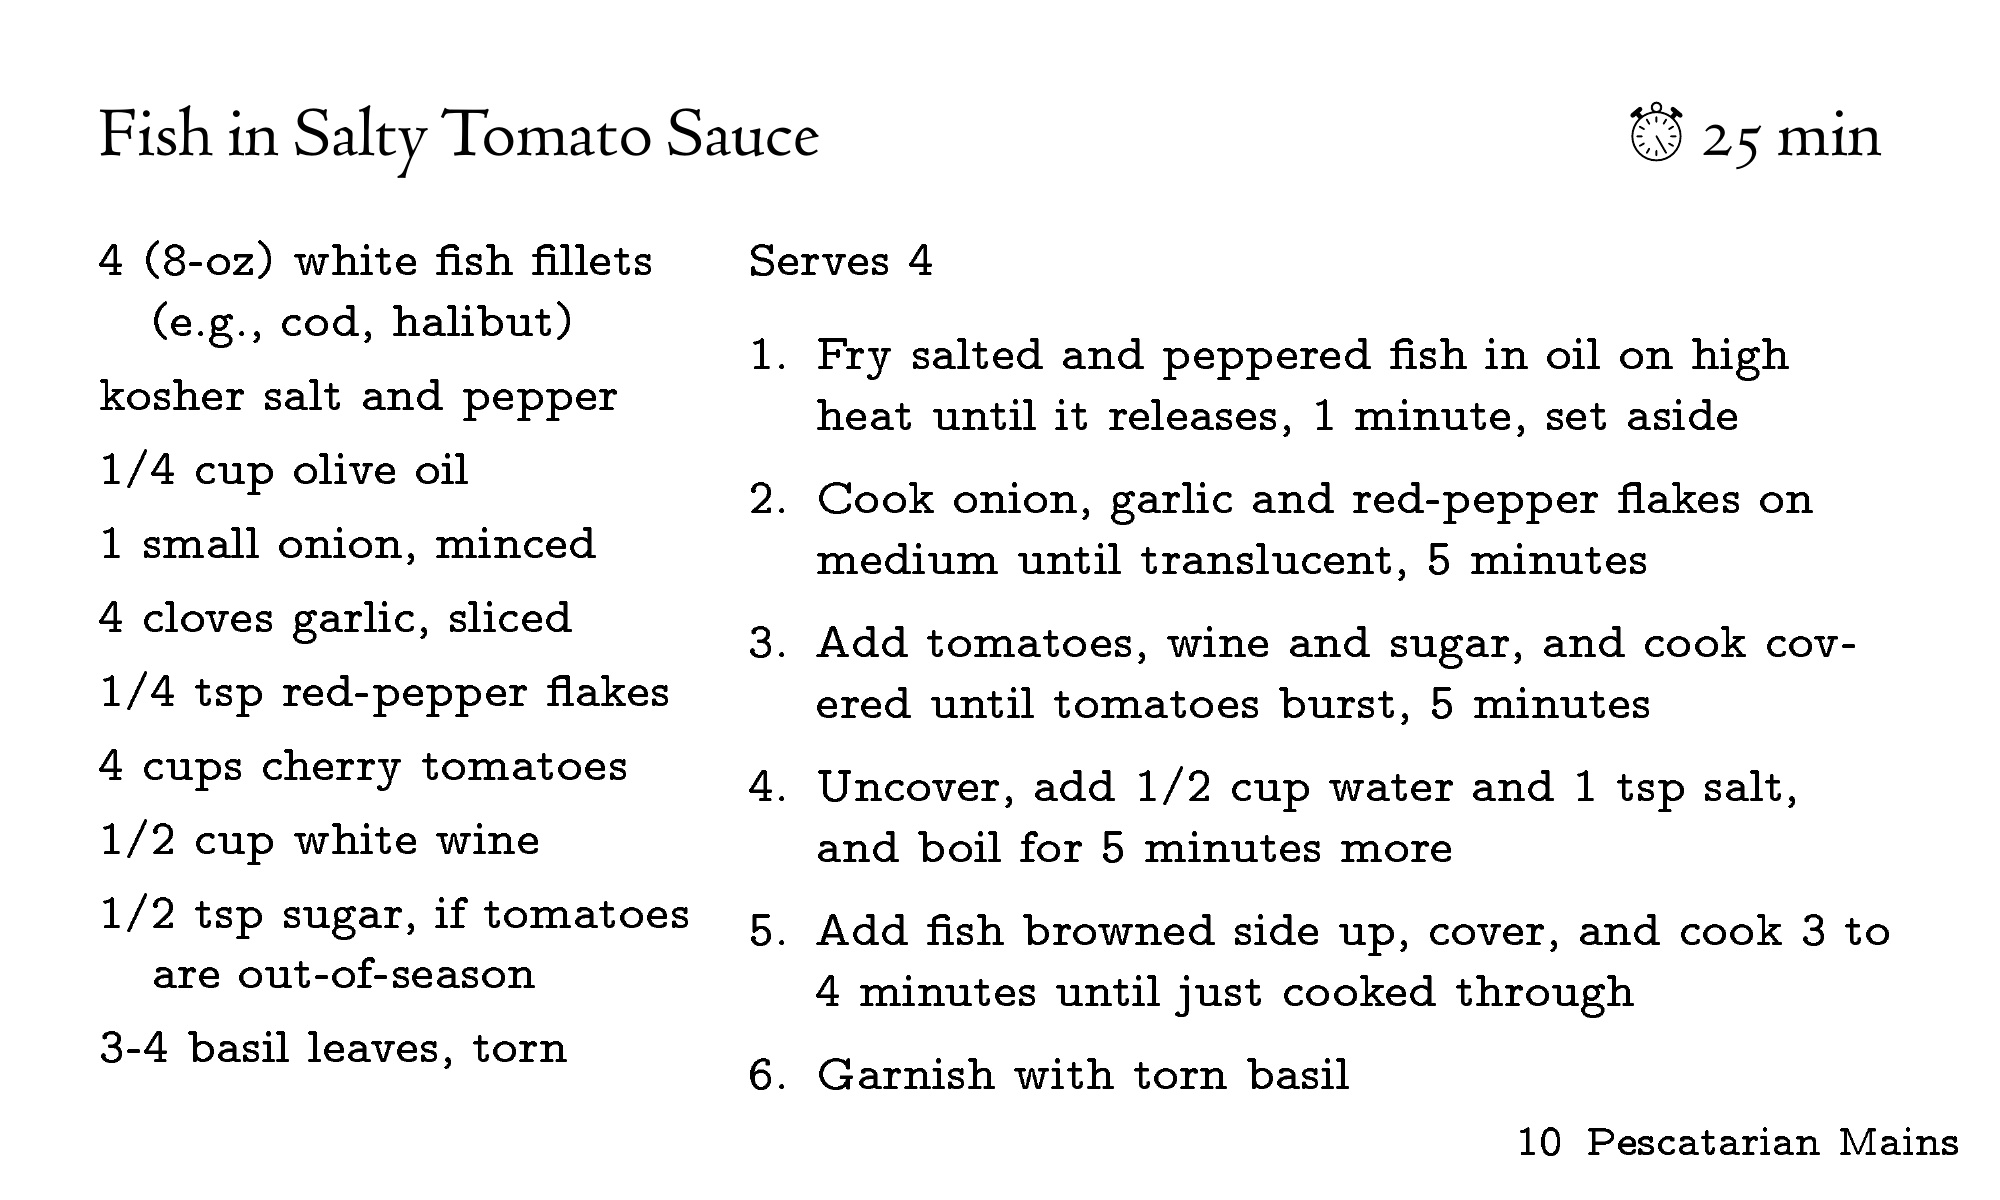 Fish in Salty Tomato Sauce
25 min
4 (8-oz) white fish fillets
(e.g., cod, halibut)
kosher salt and pepper
1/4 cup olive oil
1 small onion, minced
4 cloves garlic, sliced
1/4 tsp red-pepper flakes
4 cups cherry tomatoes
1/2 cup white wine
1/2 tsp sugar, if tomatoes
are out-of-season
3-4 basil leaves, torn
Serves 4
1. Fry salted and peppered fish in oil on high
heat until it releases, 1 minute, set aside
2. Cook onion, garlic and red-pepper flakes on
medium until translucent, 5 minutes
3. Add tomatoes, wine and sugar, and cook cov-
ered until tomatoes burst, 5 minutes
4. Uncover, add 1/2 cup water and 1 tsp salt,
and boil for 5 minutes more
5. Add fish browned side up, cover, and cook 3 to
4 minutes until just cooked through
6. Garnish with torn basil
10 Pescatarian Mains